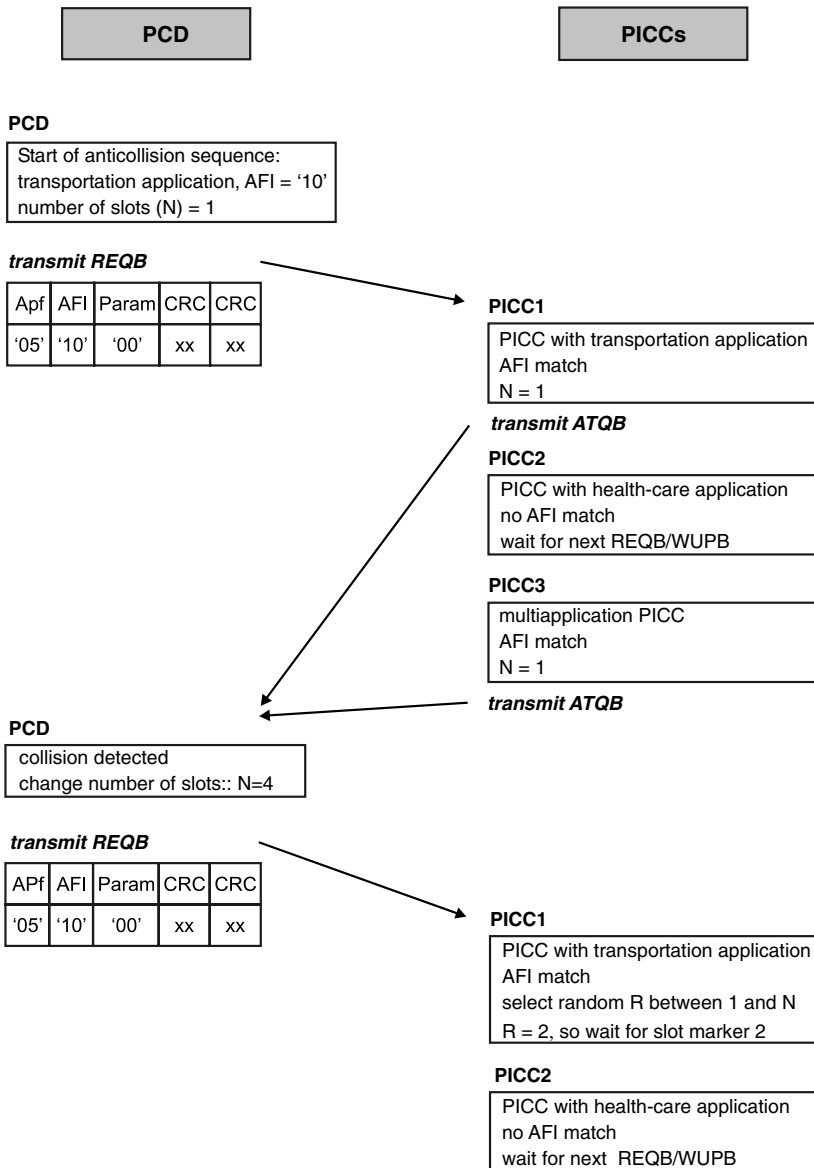 PCD
PICCs
PCD
Start of anticollision sequence:
transportation application, AFI = ‘10’
number of slots (N) = 1
transmit REQB
Apf AFI Param CRC CRC
‘05’ ‘10’ ‘00’ xx xx
PICC1
PICC with transportation application
AFI match
N = 1
transmit ATQB
PICC2
PICC with health-care application
no AFI match
wait for next REQB/WUPB
PICC3
multiapplication PICC
AFI match
N = 1
transmit ATQB
PCD
collision detected
change number of slots:: N=4
transmit REQB
APf AFI Param CRC CRC
‘05’ ‘10’ ‘00’ xx xx
PICC1
PICC with transportation application
AFI match
select random R between 1 and N
R = 2, so wait for slot marker 2
PICC2
PICC with health-care application
no AFI match
wait for next REQB/WUPB